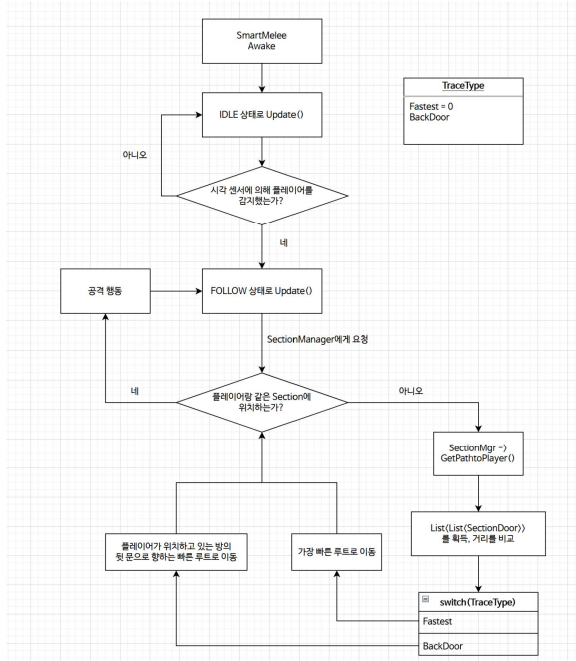 SmartMelee
Awake
TraceType
Fastest = 0
BackDoor
IDLE 상태로 Update()
아니오
시각 센서에 의해 플레이어를
감지했는가?
네
공격 행동
FOLLOW 상태로 Update()
SectionManager에게 요청
네
플레이어랑 같은 Section에
위치하는가?
아니오
SectionMgr ->
GetPathtoPlayer()
플레이어가 위치하고 있는 방의
뒷 문으로 향하는 빠른 루트로 이동
가장 빠른 루트로 이동
List<List<SectionDoor>>
를 획득, 거리를 비교
switch(TraceType)
Fastest
BackDoor